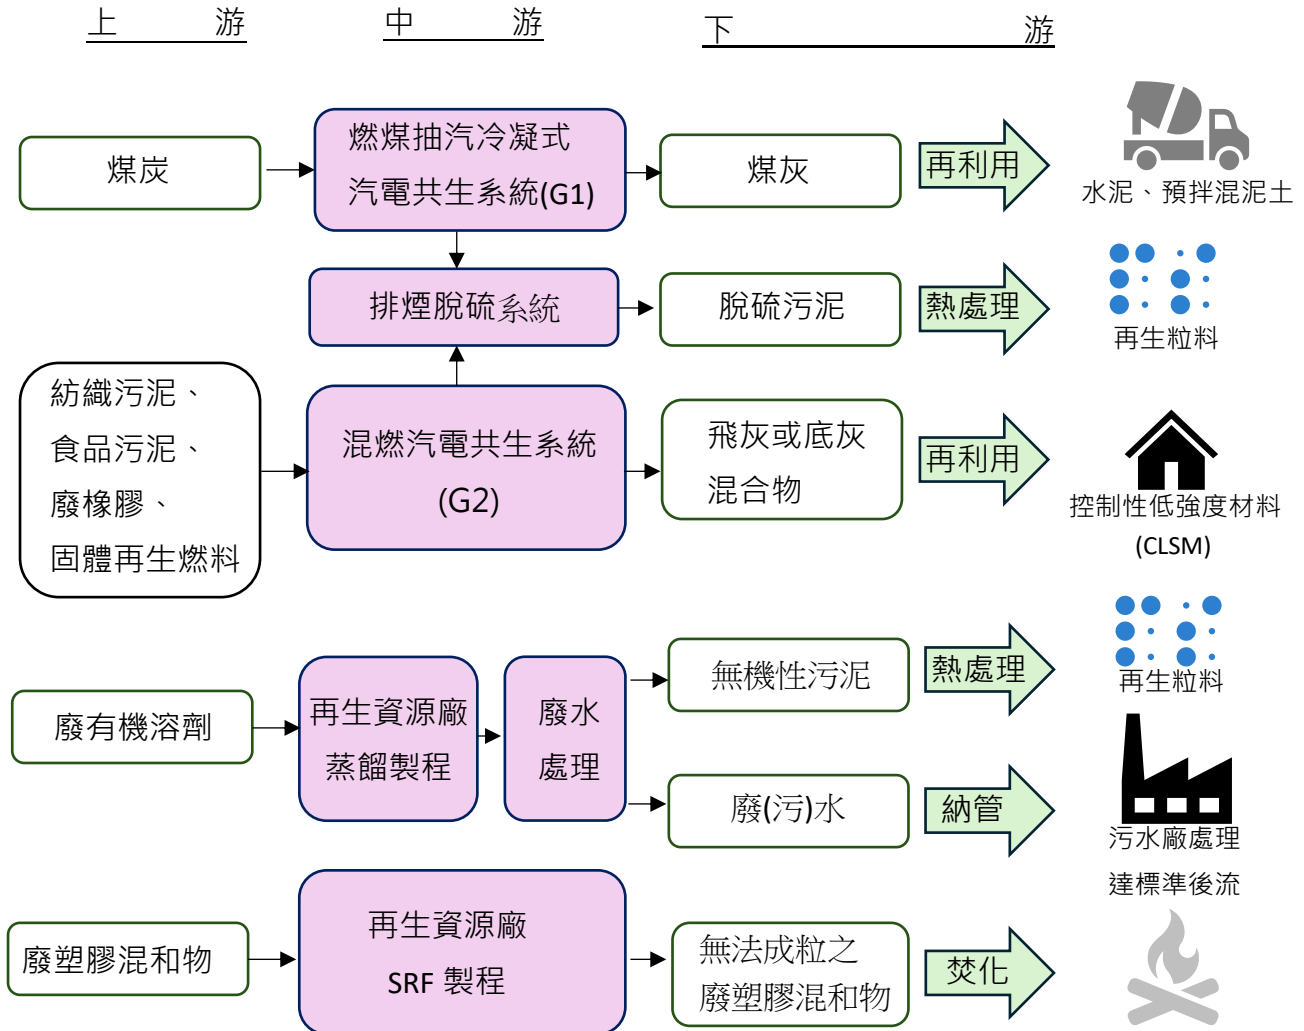 上游
中游
下游
煤炭
燃煤抽汽冷凝式
汽電共生系統(G1)
煤灰
再利用
水泥、預拌混泥土
排煙脫硫系統
脫硫污泥
熱處理
再生粒料
紡織污泥、
食品污泥、
廢橡膠、
固體再生燃料
混燃汽電共生系統
(G2)
飛灰或底灰
混合物
再利用
控制性低強度材料
(CLSM)
廢有機溶劑
再生資源廠
蒸餾製程
廢水
處理
無機性污泥
熱處理
再生粒料
廢(污)水
納管
污水廠處理
達標準後流
廢塑膠混和物
再生資源廠
SRF 製程
無法成粒之
廢塑膠混和物
焚化